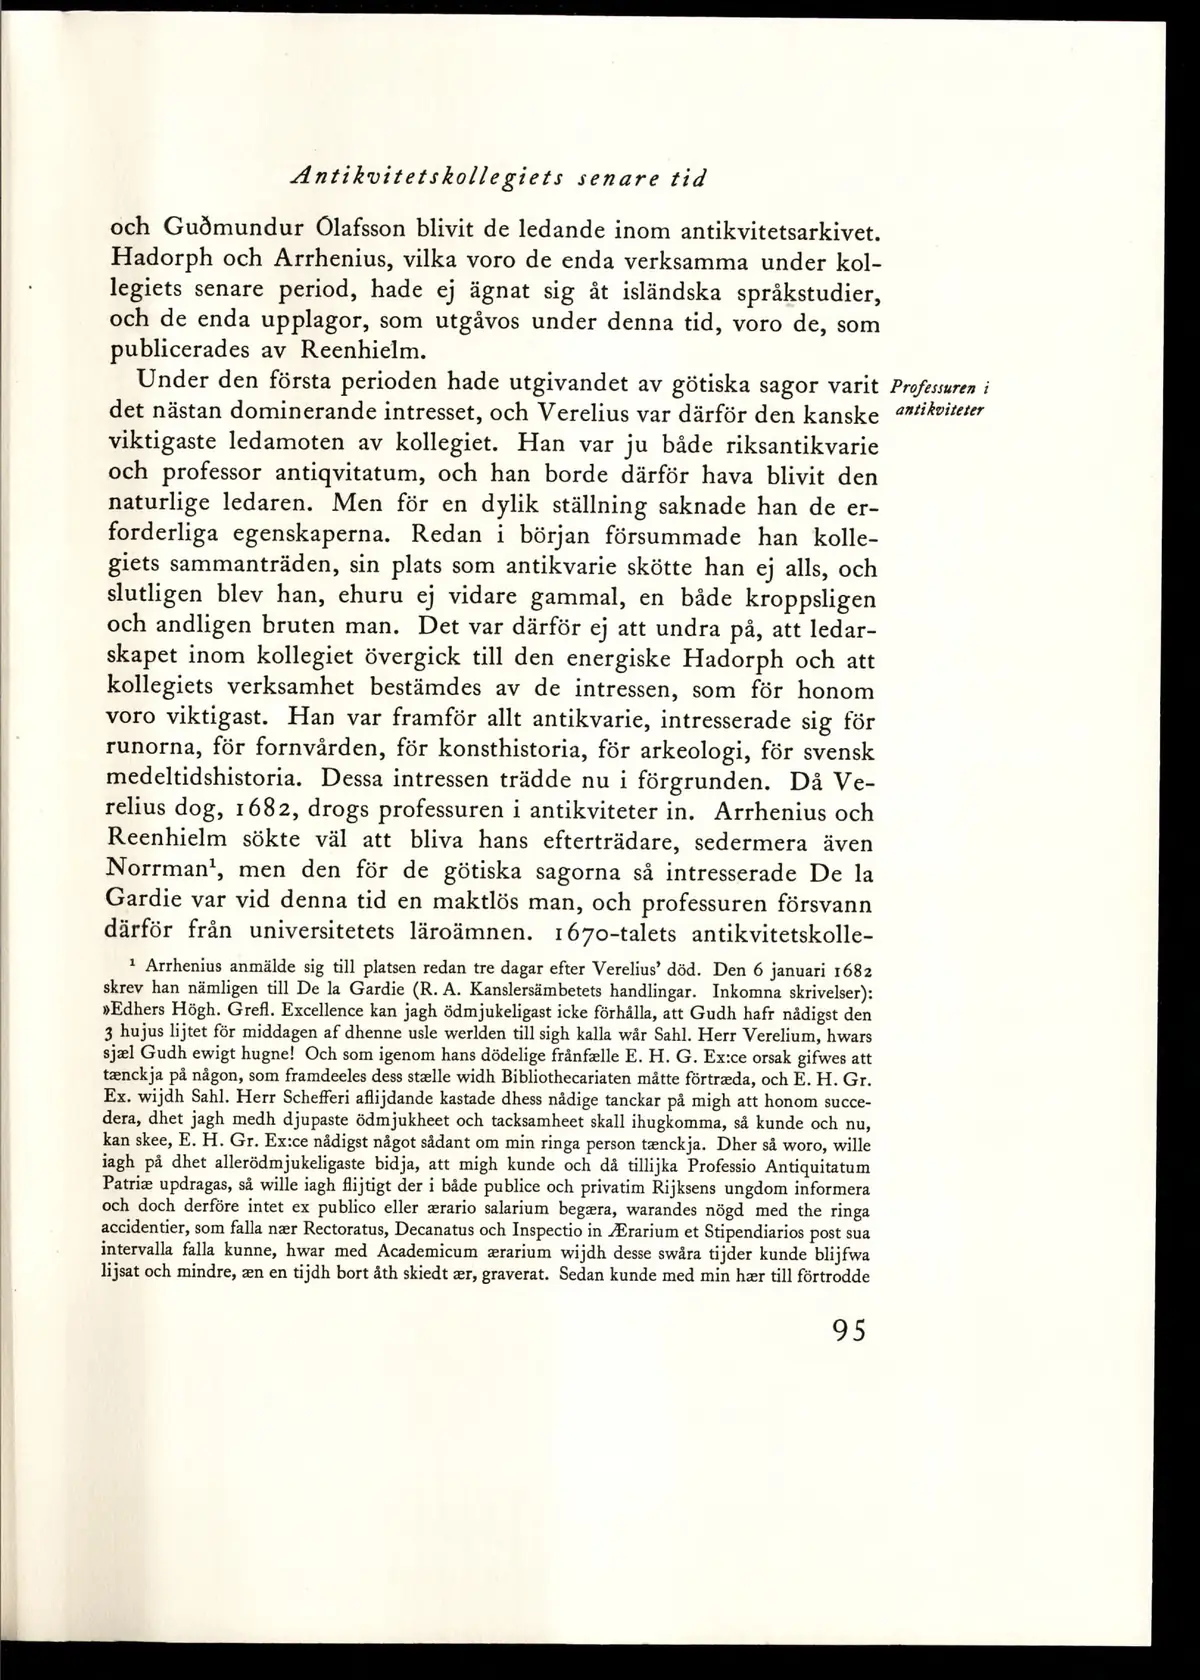 Antikvitetskollegiets senare tid
och Guðmundur Ólafsson blivit de ledande inom antikvitetsarkivet.
Hadorph och Arrhenius, vilka voro de enda verksamma under kol-
legiets senare period, hade ej ägnat sig åt isländska språkstudier,
och de enda upplagor, som utgåvos under denna tid, voro de, som
publicerades av Reenhielm.
Under den första perioden hade utgivandet av götiska sagor varit
Professuren i
antikviteter
det nästan dominerande intresset, och Verelius var därför den kanske
viktigaste ledamoten av kollegiet. Han var ju både riksantikvarie
och professor antiqvitatum, och han borde därför hava blivit den
naturlige ledaren. Men för en dylik ställning saknade han de er-
forderliga egenskaperna. Redan i början försummade han kolle-
giets sammanträden, sin plats som antikvarie skötte han ej alls, och
slutligen blev han, ehuru ej vidare gammal, en både kroppsligen
och andligen bruten man. Det var därför ej att undra på, att ledar-
skapet inom kollegiet övergick till den energiske Hadorph och att
kollegiets verksamhet bestämdes av de intressen, som för honom
voro viktigast. Han var framför allt antikvarie, intresserade sig för
runorna, för fornvården, för konsthistoria, för arkeologi, för svensk
medeltidshistoria. Dessa intressen trädde nu i förgrunden. Då Ve-
relius dog, 1682, drogs professuren i antikviteter in. Arrhenius och
Reenhielm sökte väl att bliva hans efterträdare, sedermera även
Norrman¹, men den för de götiska sagorna så intresserade De la
Gardie var vid denna tid en maktlös man, och professuren försvann
därför från universitetets läroämnen. 1670-talets antikvitetskolle-
¹ Arrhenius anmälde sig till platsen redan tre dagar efter Verelius' död. Den 6 januari 1682
skrev han nämligen till De la Gardie (R. A. Kanslersämbetets handlingar. Inkomna skrivelser):
»Edhers Högh. Grefl. Excellence kan jagh ödmjukeligast icke förhålla, att Gudh hafr nådigst den
3 hujus lijtet för middagen af dhenne usle werlden till sigh kalla wår Sahl. Herr Verelium, hwars
sjæl Gudh ewigt hugne! Och som igenom hans dödelige frånfælle E. H. G. Ex:ce orsak gifwes att
tænckja på någon, som framdeeles dess stælle widh Bibliothecariaten måtte förtræda, och E. H. Gr.
Ex. wijdh Sahl. Herr Schefferi aflijdande kastade dhess nådige tanckar på migh att honom succe-
dera, dhet jagh medh djupaste ödmjukheet och tacksamheet skall ihugkomma, så kunde och nu,
kan skee, E. H. Gr. Ex:ce nådigst något sådant om min ringa person tænckja. Dher så woro, wille
iagh på dhet allerödmjukeligaste bidja, att migh kunde och då tillijka Professio Antiquitatum
Patriæ updragas, så wille iagh flijtigt der i både publice och privatim Rijksens ungdom informera
och doch derföre intet ex publico eller ærario salarium begæra, warandes nögd med the ringa
accidentier, som falla nær Rectoratus, Decanatus och Inspectio in Ærarium et Stipendiarios post sua
intervalla falla kunne, hwar med Academicum ærarium wijdh desse swåra tijder kunde blijfwa
lijsat och mindre, æn en tijdh bort åth skiedt ær, graverat. Sedan kunde med min hær till förtrodde
95